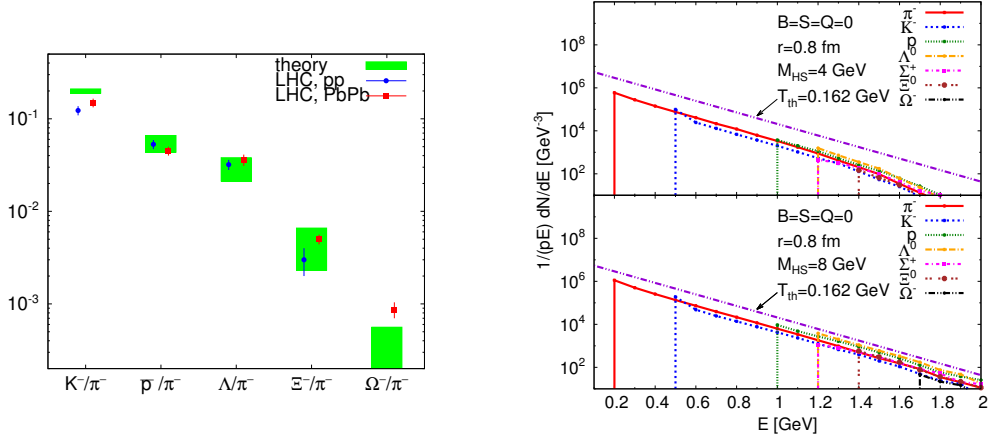 theory
LHC, pp
LHC, PbPb
10⁻¹
10⁻²
10⁻³
K⁻/π⁻ p⁻/π⁻ Λ/π⁻ Ξ⁻/π⁻ Ω⁻/π⁻
1/(pE) dN/dE [GeV⁻³]
10⁸
10⁶
10⁴
10²
B=S=Q=0
r=0.8 fm
M_HS=4 GeV
T_th=0.162 GeV
π⁻
K⁻
p
Λ⁰
Σ⁺
Ξ⁰
Ω⁻
10⁸
10⁶
10⁴
10²
B=S=Q=0
r=0.8 fm
M_HS=8 GeV
T_th=0.162 GeV
π⁻
K⁻
p
Λ⁰
Σ⁺
Ξ⁰
Ω⁻
0.2 0.4 0.6 0.8 1 1.2 1.4 1.6 1.8 2
E [GeV]